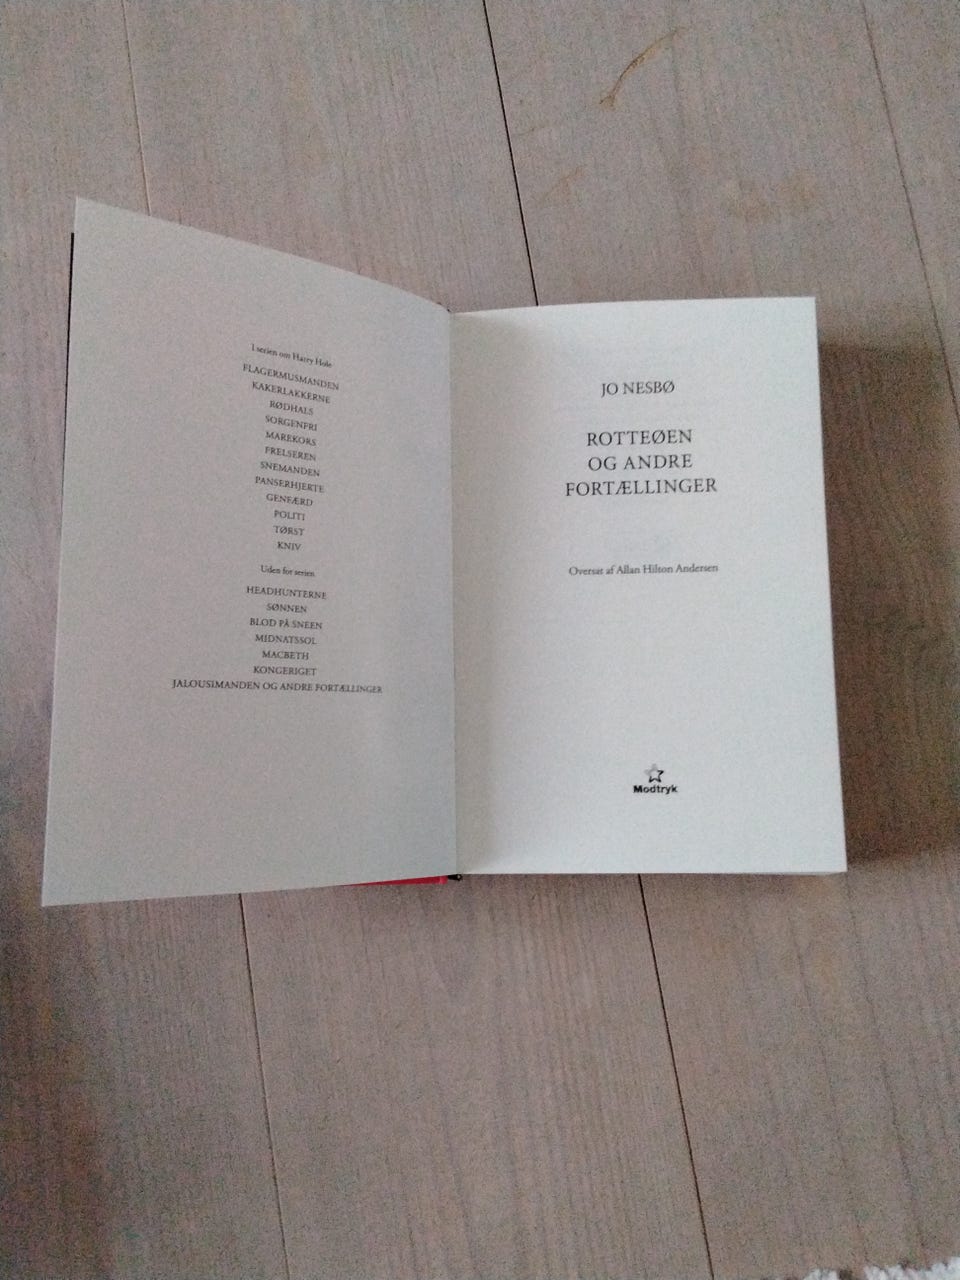 I serien om Harry Hole
FLAGERMUSMANDEN
KAKERLAKKERNE
RØDHALS
SORGENFRI
MAREKORS
FRELSEREN
SNEMANDEN
PANSERHJERTE
GENFÆRD
POLITI
TØRST
KNIV
Uden for serien
HEADHUNTERNE
SØNNEN
BLOD PÅ SNEEN
MIDNATSSOL
MACBETH
KONGERIGET
JALOUSIMANDEN OG ANDRE FORTÆLLINGER
JO NESBØ
ROTTEØEN
OG ANDRE
FORTÆLLINGER
Oversat af Allan Hilton Andersen
Modtryk